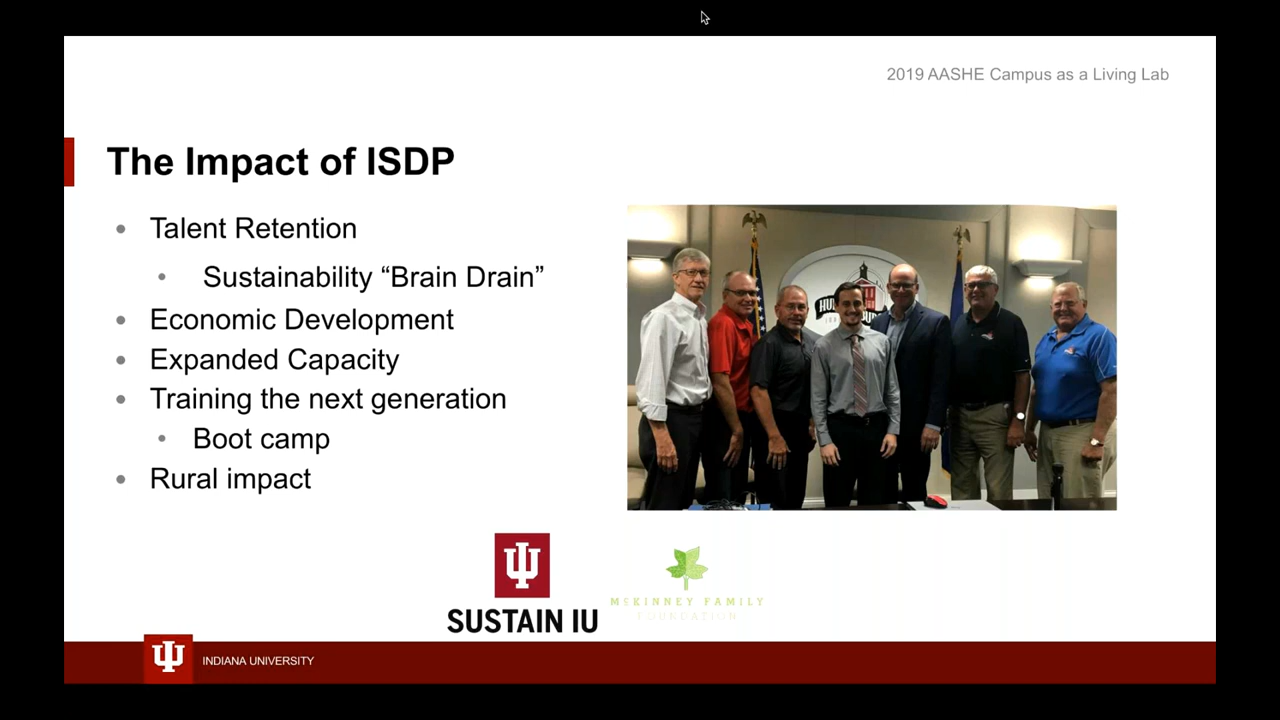 2019 AASHE Campus as a Living Lab
The Impact of ISDP
• Talent Retention
• Sustainability “Brain Drain”
• Economic Development
• Expanded Capacity
• Training the next generation
• Boot camp
• Rural impact
SUSTAIN IU
MCKINNEY FAMILY
FOUNDATION
INDIANA UNIVERSITY